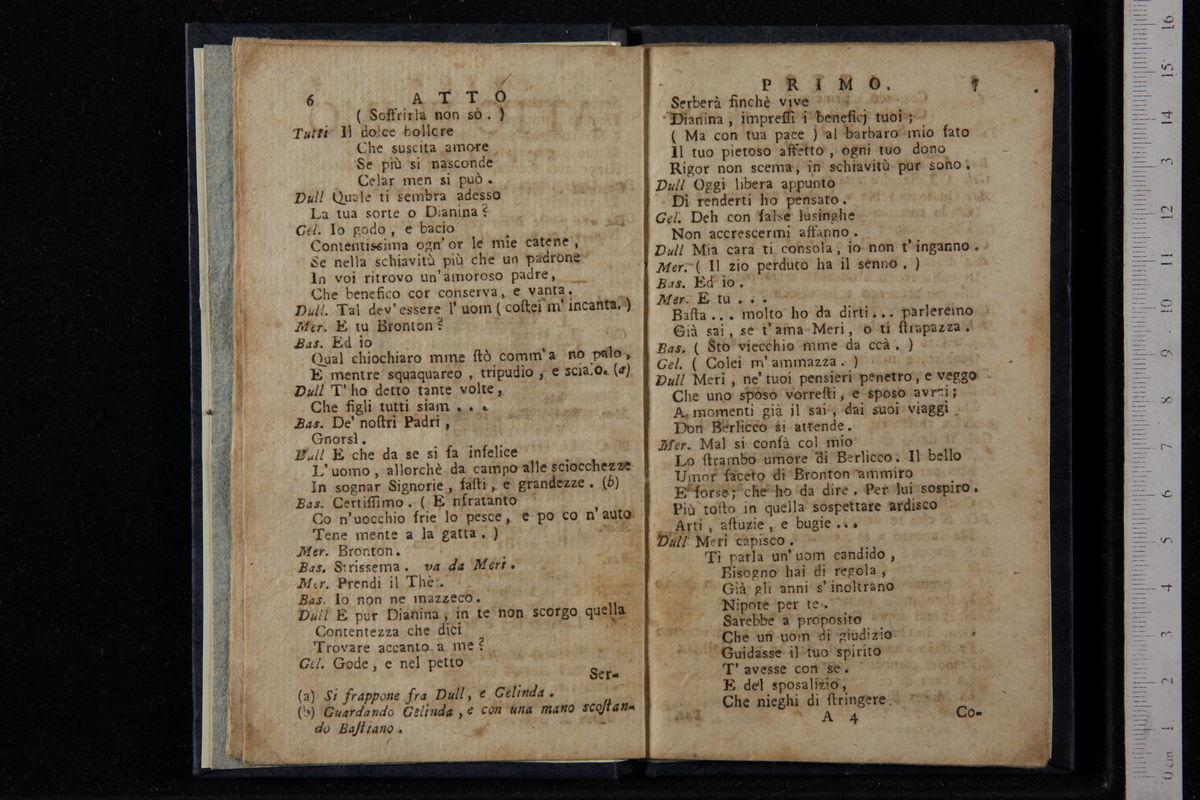 6 ATTO
( Soffrirla non sò . )
Tutti Il dolce bollore
Che suscita amore
Se più si nasconde
Celar men si può .
Dull Quale ti sembra adesso
La tua sorte o Dianina ?
Gel. Io godo , e bacio
Contentissima ogn' or le mie catene ,
Se nella schiavitù più che un padrone
In voi ritrovo un' amoroso padre ,
Che benefico cor conserva , e vanta .
Dull. Tal dev' essere l' uom ( coſtei m' incanta . )
Mer. E tu Bronton ?
Bas. Ed io
Qual chiochiaro mme ſtò comm' a no palo ,
E mentre squaquareo , tripudio , e scialo . (a)
Dull T' ho detto tante volte ,
Che figli tutti siam . . .
Bas. De' noſtri Padri ,
Gnorsì .
Dull E che da se si fa infelice
L' uomo , allorchè da campo alle sciocchezze
In sognar Signorie , faſti , e grandezze . (b)
Bas. Certiſſimo . ( E nfratanto
Co n' uocchio frie lo pesce , e po co n' auto
Tene mente a la gatta . )
Mer. Bronton .
Bas. Strissema . va da Meri .
Mer. Prendi il Thè .
Bas. Io non ne mazzeco .
Dull E pur Dianina , in te non scorgo quella
Contentezza che dici
Trovare accanto a me ?
Gel. Gode , e nel petto
Ser-
(a) Si frappone fra Dull , e Gelinda .
(b) Guardando Gelinda , e con una mano scoſtan-
do Baſtiano .
PRIMO. 7
Serberà finchè vive
Dianina , impreſſi i beneficj tuoi ;
( Ma con tua pace ) al barbaro mio fato
Il tuo pietoso affetto , ogni tuo dono
Rigor non scema , in schiavitù pur sono .
Dull Oggi libera appunto
Di renderti ho pensato .
Gel. Deh con false lusinghe
Non accrescermi affanno .
Dull Mia cara ti consola , io non t' inganno .
Mer. ( Il zio perduto ha il senno . )
Bas. Ed io .
Mer. E tu . . .
Baſta . . . molto ho da dirti . . . parleremo
Già sai , se t' ama Meri , o ti ſtrapazza .
Bas. ( Sto viecchio mme da ccà . )
Gel. ( Colei m' ammazza . )
Dull Meri , ne' tuoi pensieri penetro , e veggo
Che uno sposo vorreſti , e sposo avrai ;
A momenti già il sai , dai suoi viaggi
Don Berlicco si attende .
Mer. Mal si confà col mio
Lo ſtrambo umore di Berlicco . Il bello
Umor faceto di Bronton ammiro
E forse ; che ho da dire . Per lui sospiro .
Più toſto in quella sospettare ardisco
Arti , aſtuzie , e bugie . . .
Dull Meri capisco .
Ti parla un' uom candido ,
Bisogno hai di regola ,
Già gli anni s' inoltrano
Nipote per te .
Sarebbe a proposito
Che un uom di giudizio
Guidasse il tuo spirito
T' avesse con se .
E del sposalizio ,
Che nieghi di ſtringere
A 4 Co-
16
15
14
13
12
11
10
9
8
7
6
5
4
3
2
1
0 cm